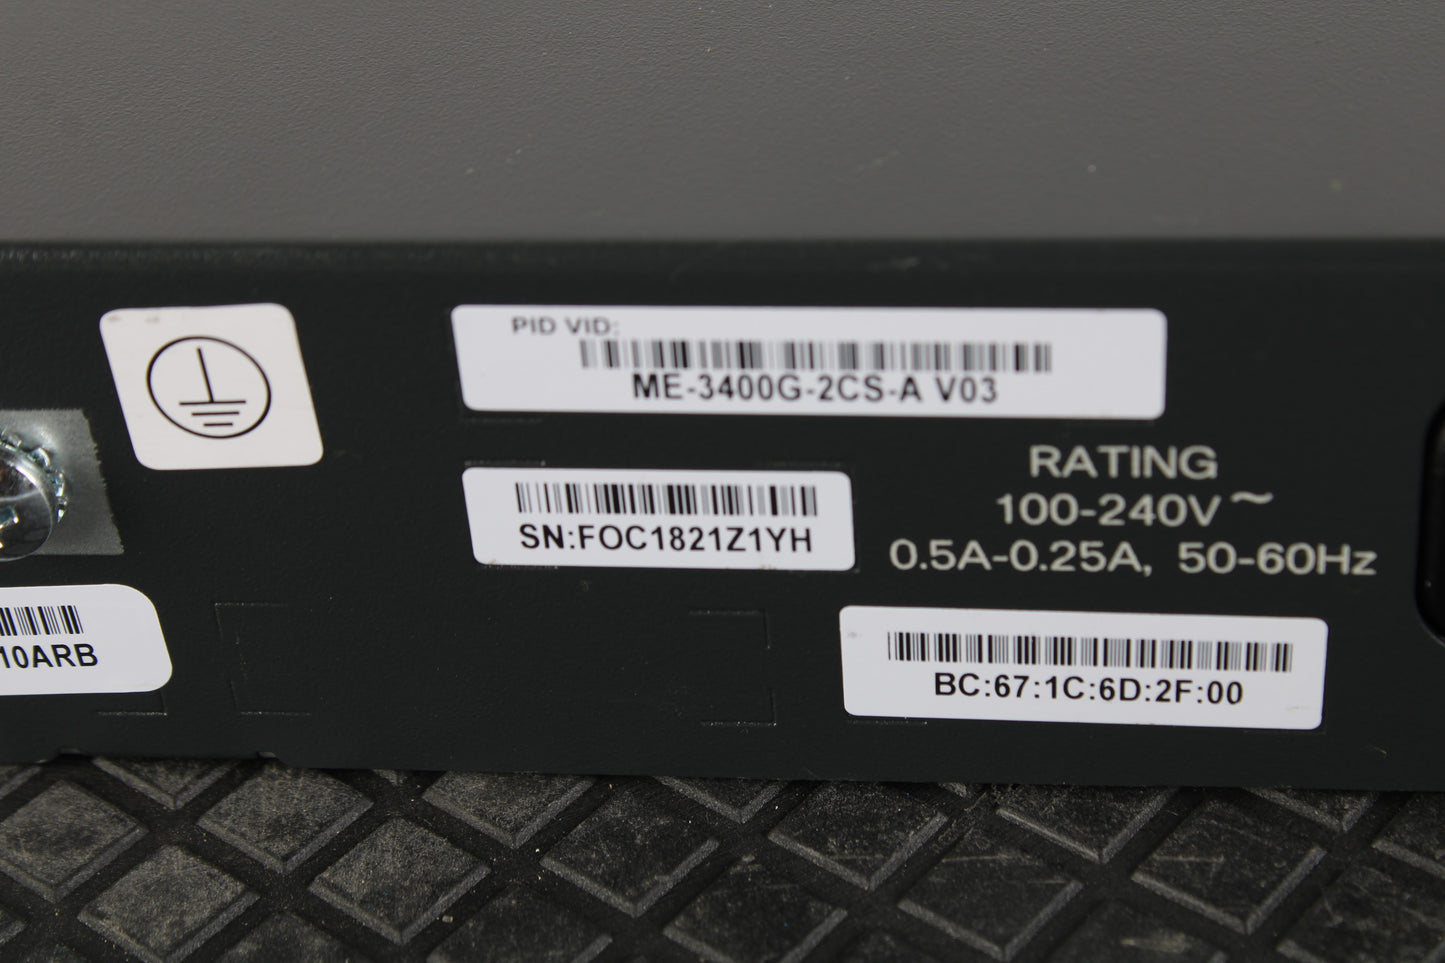 PID VID:
ME-3400G-2CS-A V03
SN:FOC1821Z1YH
RATING
100-240V ~
0.5A-0.25A, 50-60Hz
10ARB
BC:67:1C:6D:2F:00